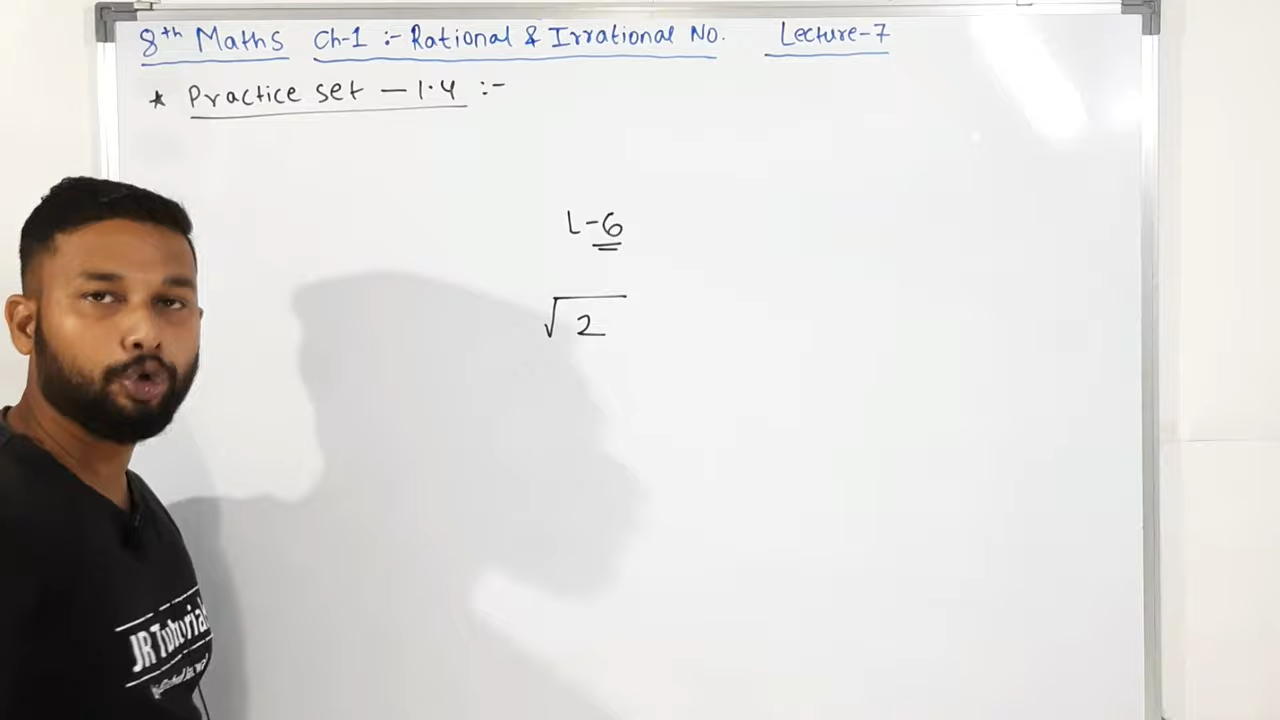 8th Maths Ch-1 :- Rational & Irrational No. Lecture-7
* Practice set - 1.4 :-
L-6
√2
JR Tutorials